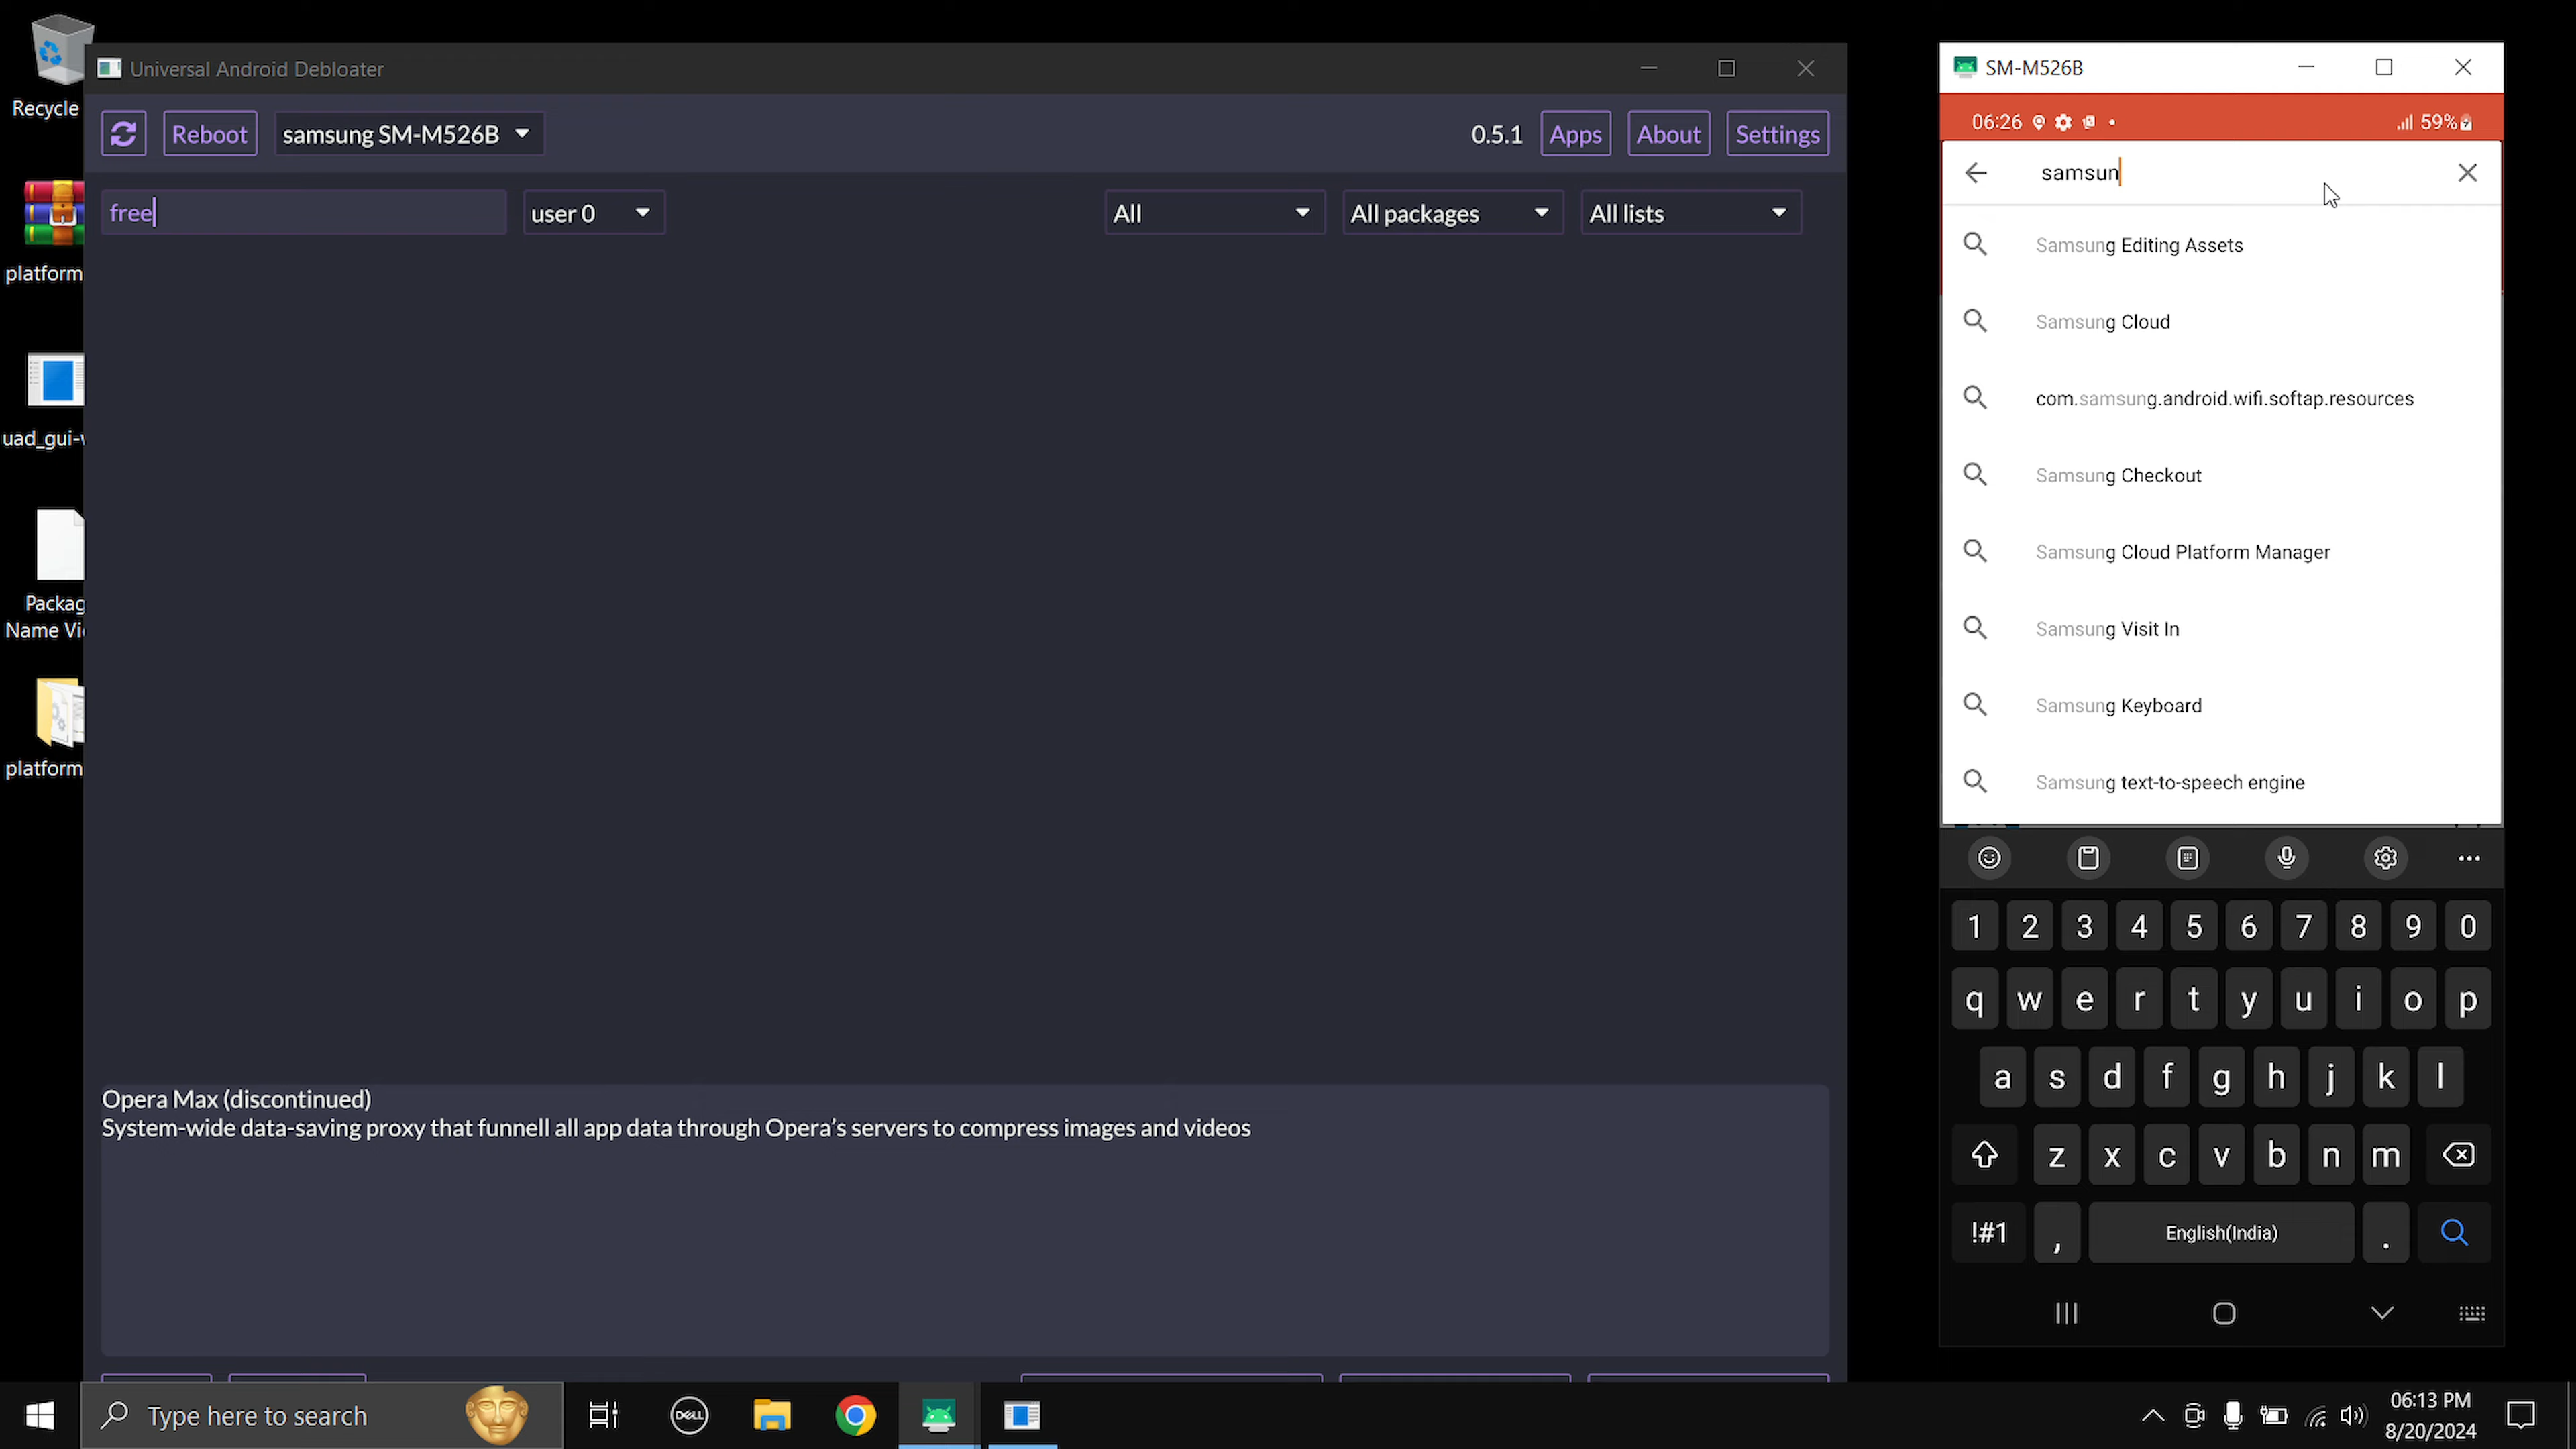 Recycle
platform
uad_gui-v
Packag
Name Vi
platform
Universal Android Debloater
Reboot
samsung SM-M526B
0.5.1
Apps
About
Settings
free
user 0
All
All packages
All lists
Opera Max (discontinued)
System-wide data-saving proxy that funnell all app data through Opera's servers to compress images and videos
SM-M526B
06:26
59%
samsun
Samsung Editing Assets
Samsung Cloud
com.samsung.android.wifi.softap.resources
Samsung Checkout
Samsung Cloud Platform Manager
Samsung Visit In
Samsung Keyboard
Samsung text-to-speech engine
1 2 3 4 5 6 7 8 9 0
q w e r t y u i o p
a s d f g h j k l
z x c v b n m
!#1 , English(India) .
Type here to search
DELL
06:13 PM
8/20/2024